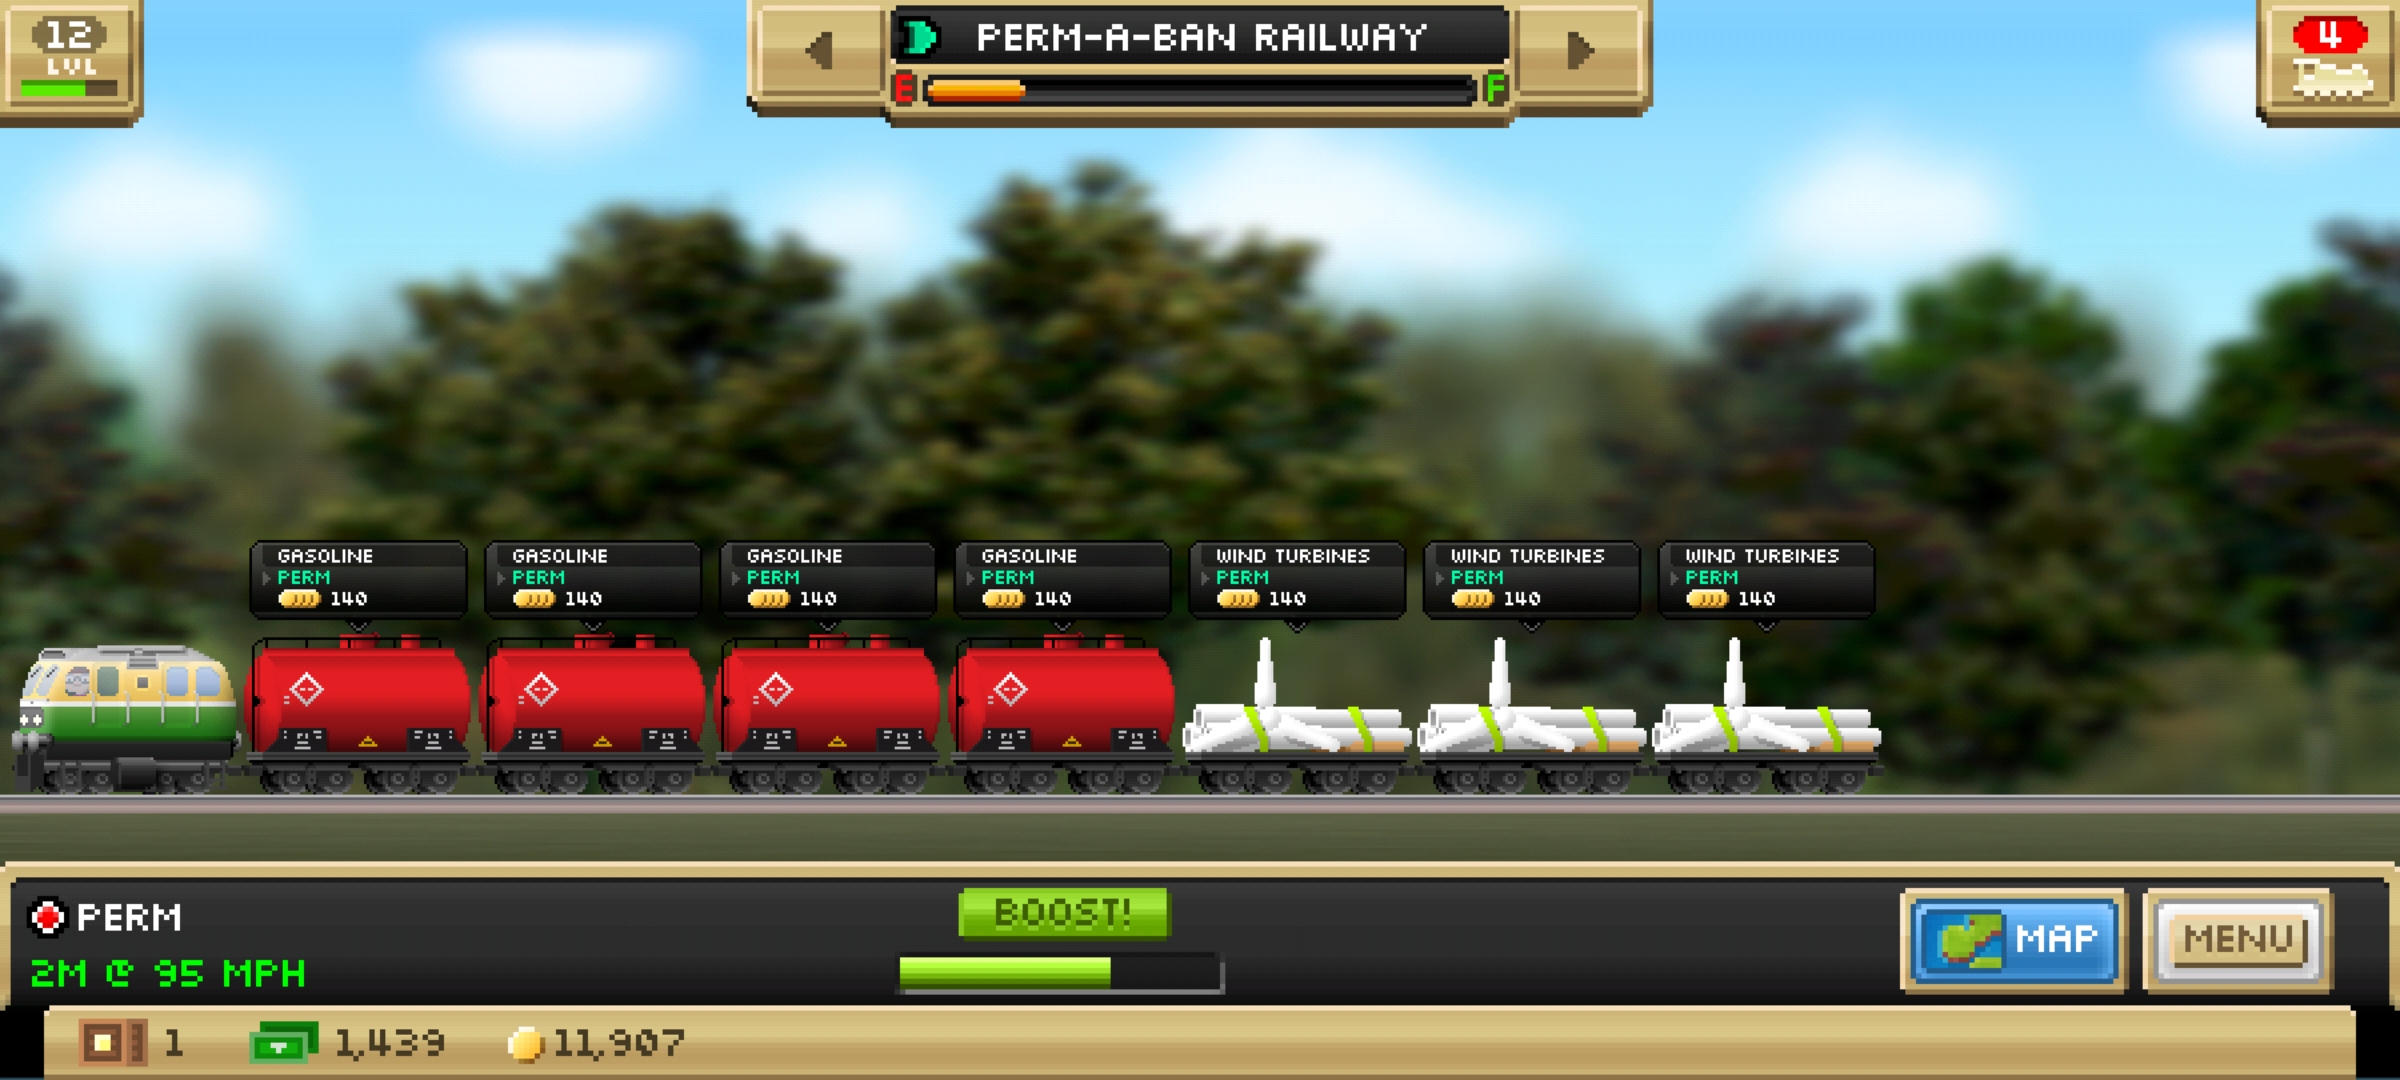 12
LVL
PERM-A-BAN RAILWAY
E F
4
GASOLINE
PERM
140
GASOLINE
PERM
140
GASOLINE
PERM
140
GASOLINE
PERM
140
WIND TURBINES
PERM
140
WIND TURBINES
PERM
140
WIND TURBINES
PERM
140
PERM
2M @ 95 MPH
BOOST!
MAP
MENU
1
1,439
11,907